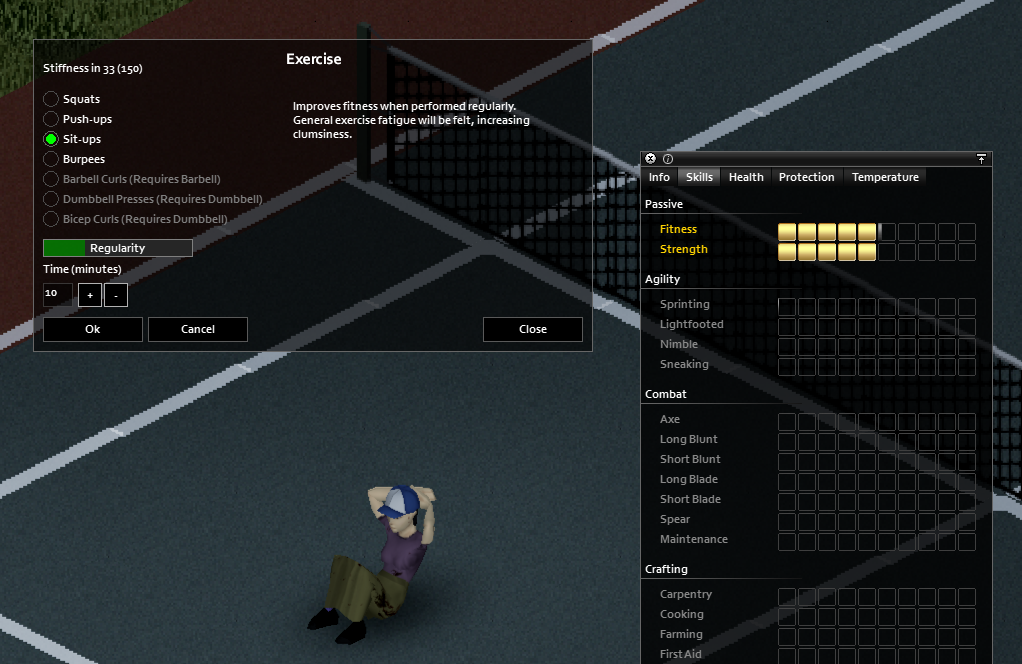 Exercise
Stiffness in 33 (150)
Squats
Push-ups
Sit-ups
Burpees
Barbell Curls (Requires Barbell)
Dumbbell Presses (Requires Dumbbell)
Bicep Curls (Requires Dumbbell)
Improves fitness when performed regularly.
General exercise fatigue will be felt, increasing
clumsiness.
Regularity
Time (minutes)
10 + -
Ok Cancel Close
Info Skills Health Protection Temperature
Passive
Fitness
Strength
Agility
Sprinting
Lightfooted
Nimble
Sneaking
Combat
Axe
Long Blunt
Short Blunt
Long Blade
Short Blade
Spear
Maintenance
Crafting
Carpentry
Cooking
Farming
First Aid